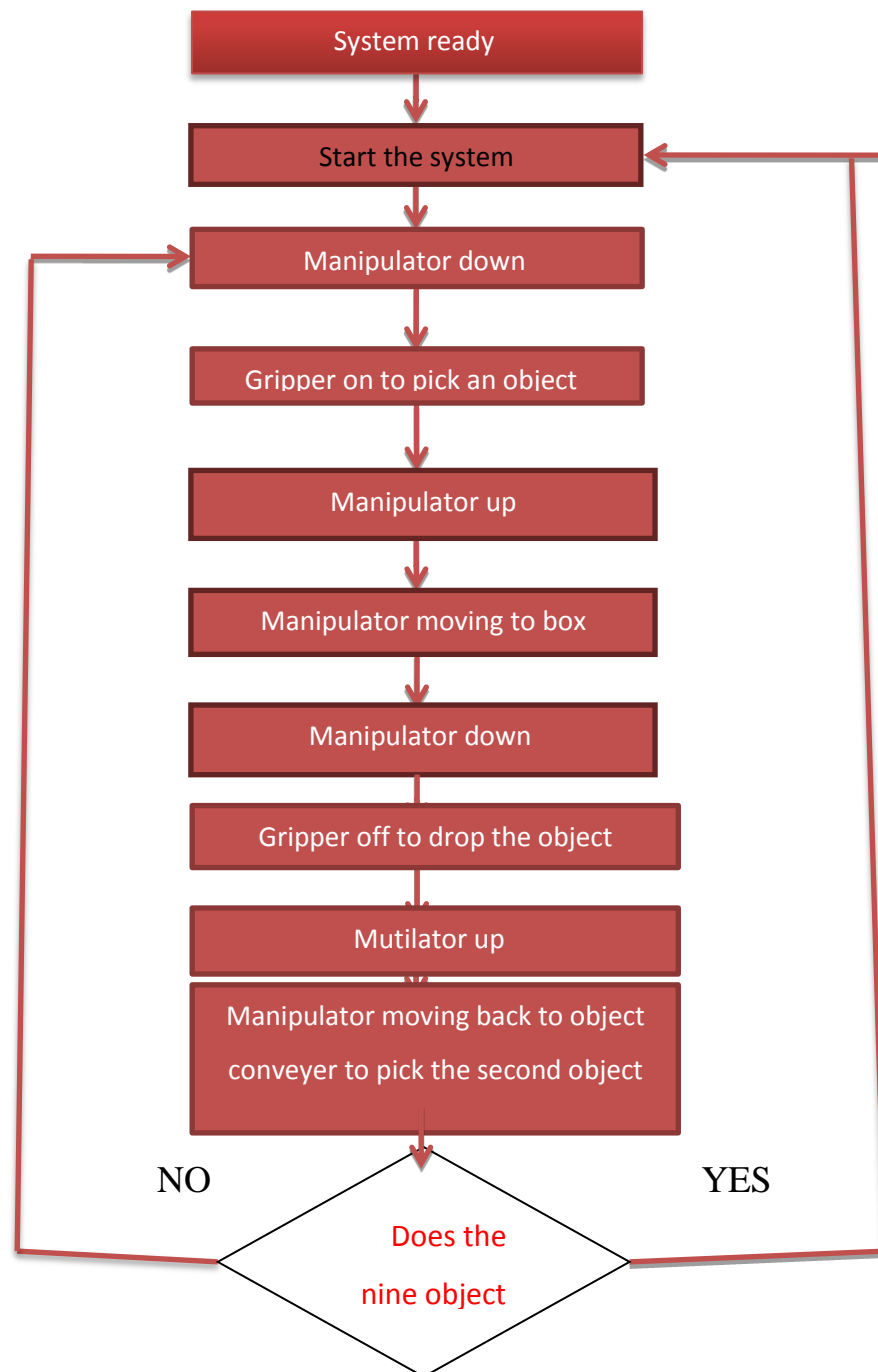 System ready
Start the system
Manipulator down
Gripper on to pick an object
Manipulator up
Manipulator moving to box
Manipulator down
Gripper off to drop the object
Mutilator up
Manipulator moving back to object
conveyer to pick the second object
NO
YES
Does the
nine object